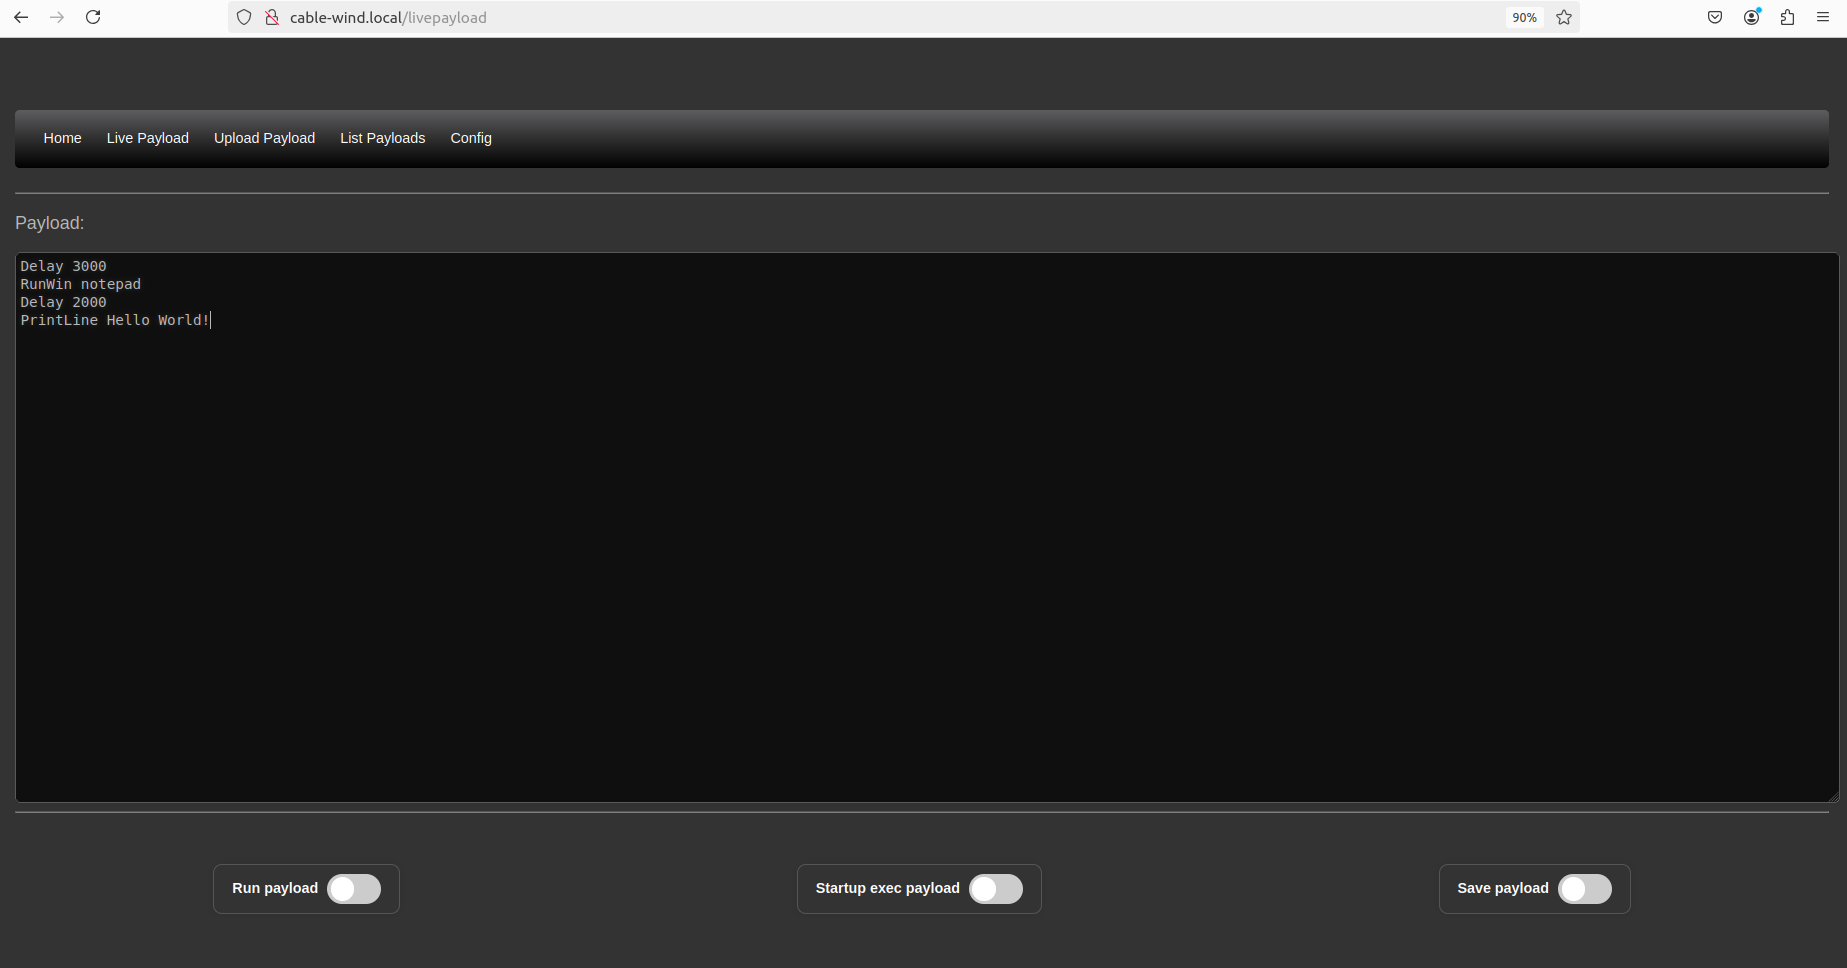 cable-wind.local/livepayload
90%
Home Live Payload Upload Payload List Payloads Config
Payload:
Delay 3000
RunWin notepad
Delay 2000
PrintLine Hello World!
Run payload Startup exec payload Save payload